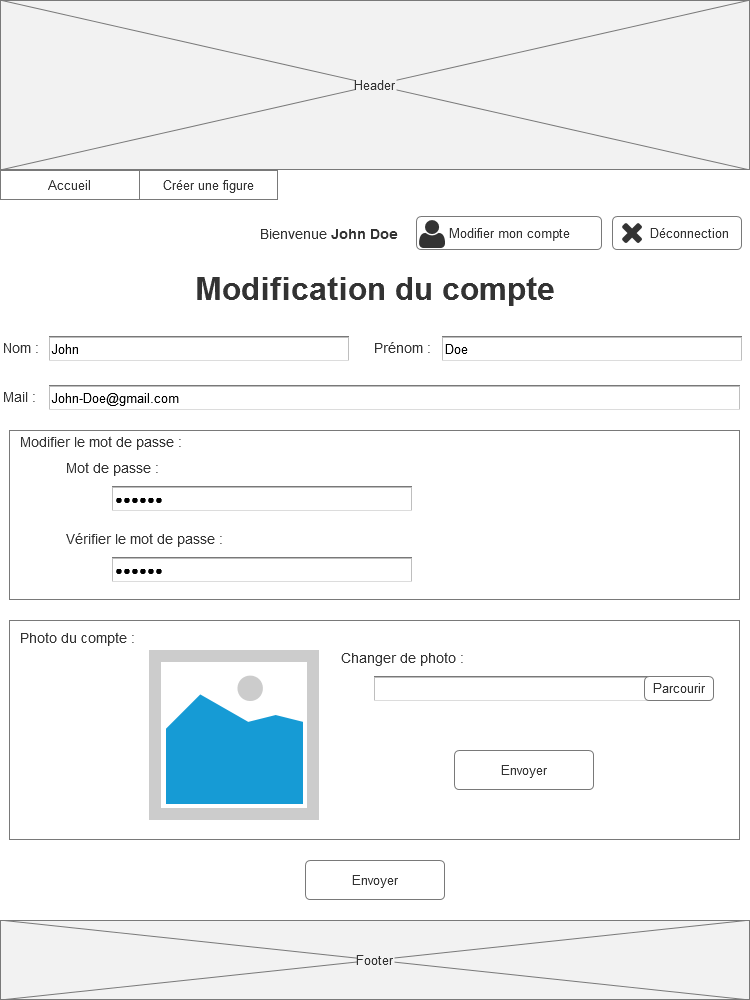 Header
Accueil
Créer une figure
Bienvenue John Doe
Modifier mon compte
Déconnection
Modification du compte
Nom :
John
Prénom :
Doe
Mail :
John-Doe@gmail.com
Modifier le mot de passe :
Mot de passe :
••••••
Vérifier le mot de passe :
••••••
Photo du compte :
Changer de photo :
Parcourir
Envoyer
Envoyer
Footer